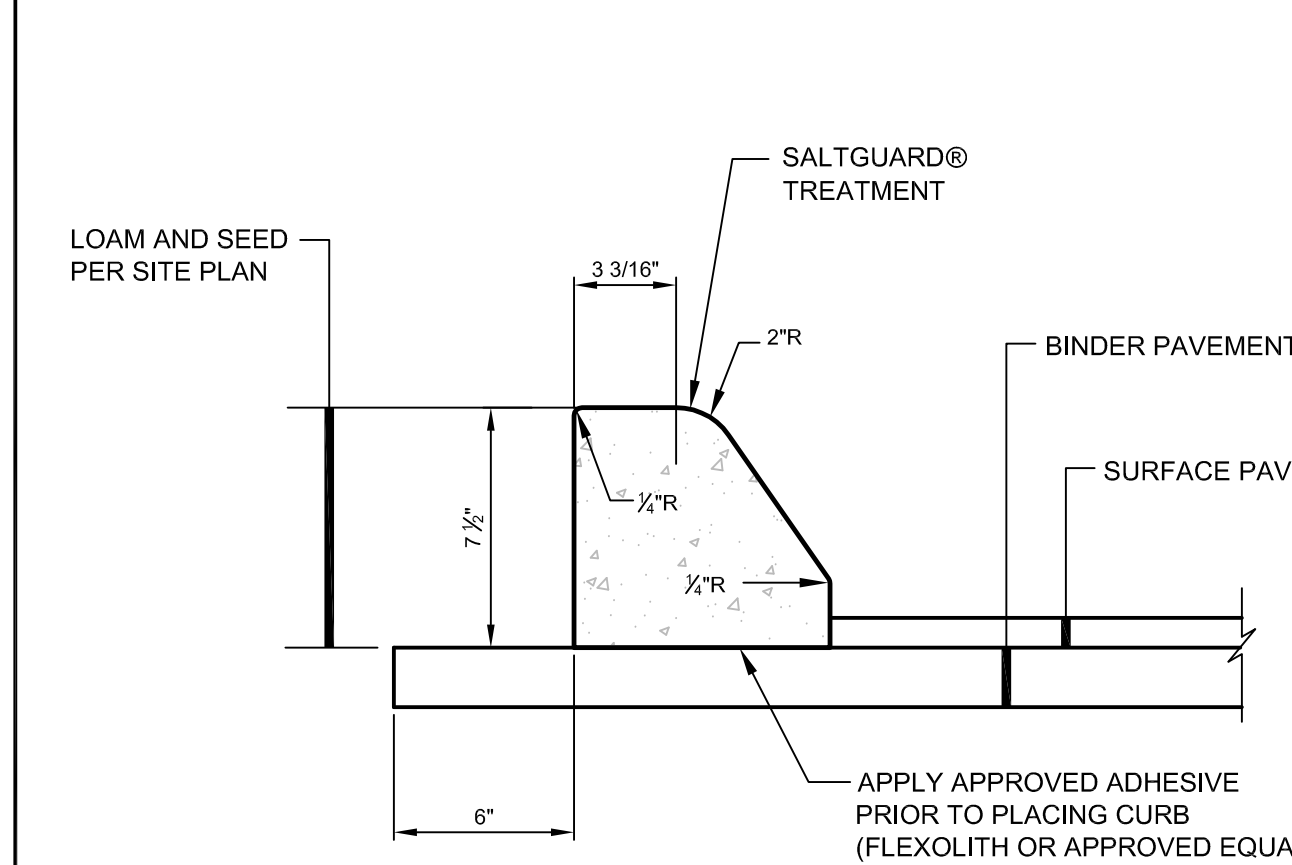 SALTGUARD®
TREATMENT
LOAM AND SEED
PER SITE PLAN
3 3/16"
2"R
BINDER PAVEMENT
SURFACE PAV
¼"R
7 ½"
¼"R
6"
APPLY APPROVED ADHESIVE
PRIOR TO PLACING CURB
(FLEXOLITH OR APPROVED EQUA